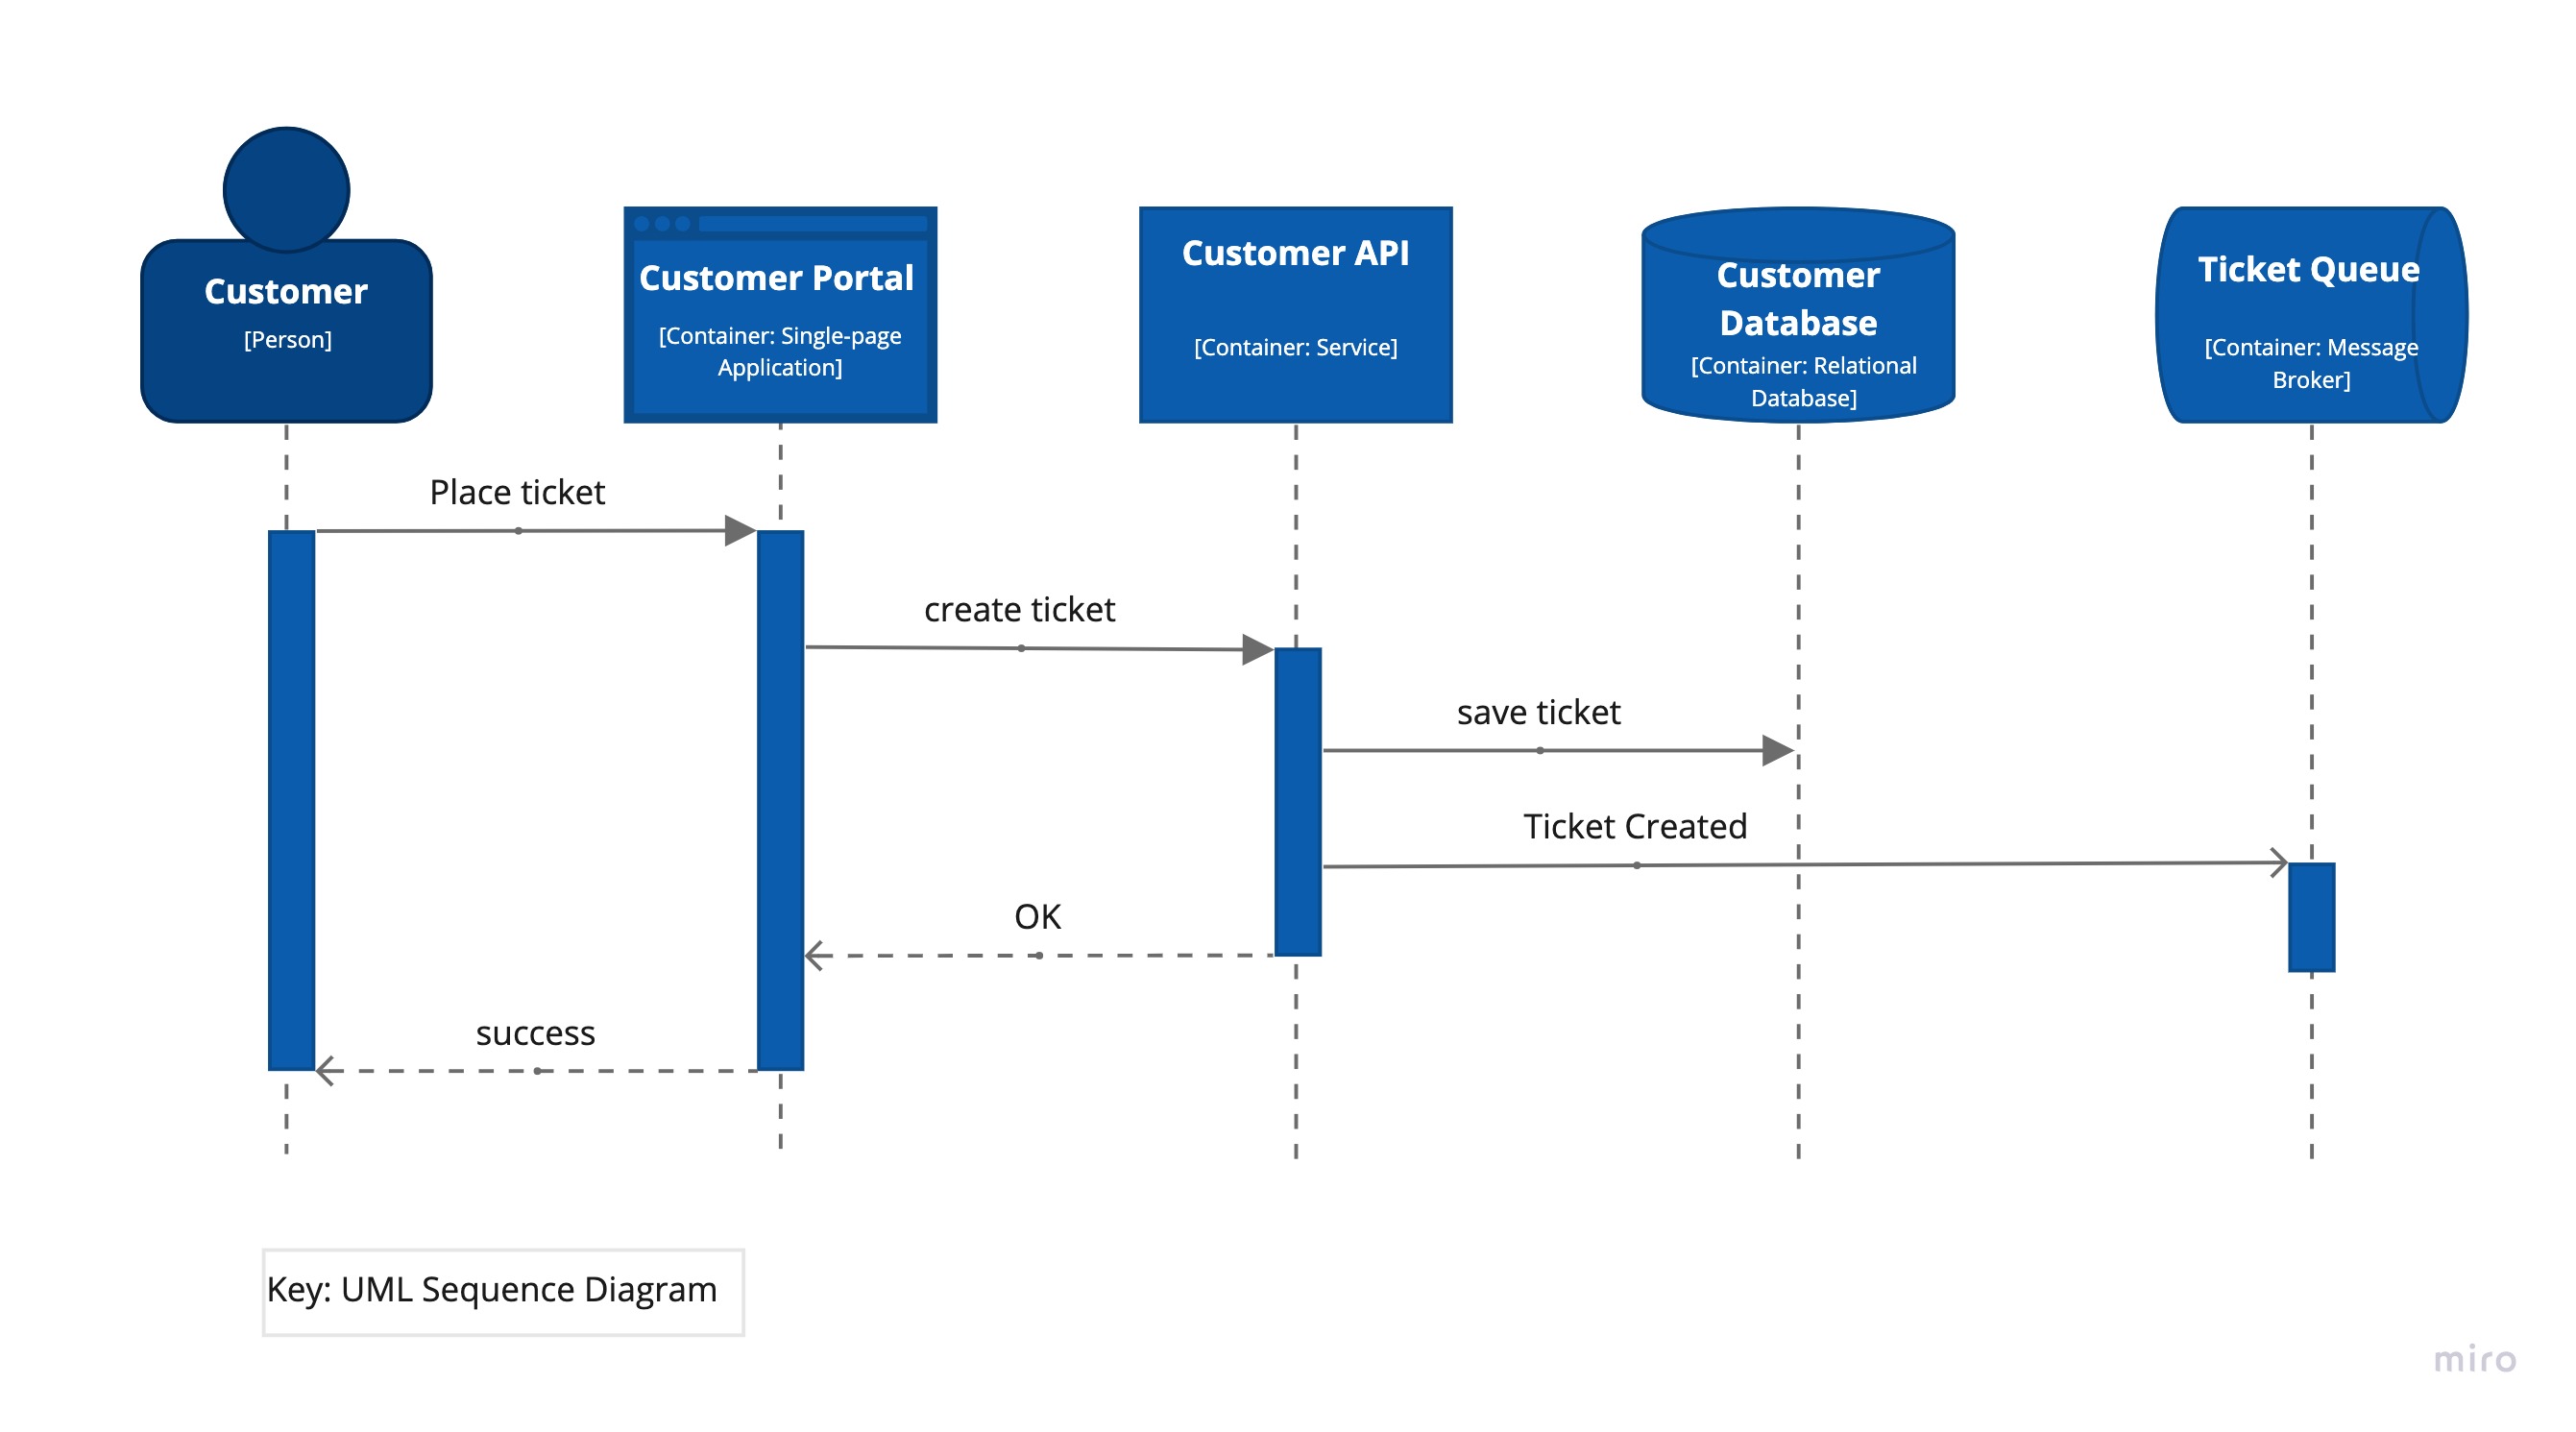 Customer
[Person]
Customer Portal
[Container: Single-page
Application]
Customer API
[Container: Service]
Customer
Database
[Container: Relational
Database]
Ticket Queue
[Container: Message
Broker]
Place ticket
create ticket
save ticket
Ticket Created
OK
success
Key: UML Sequence Diagram
miro